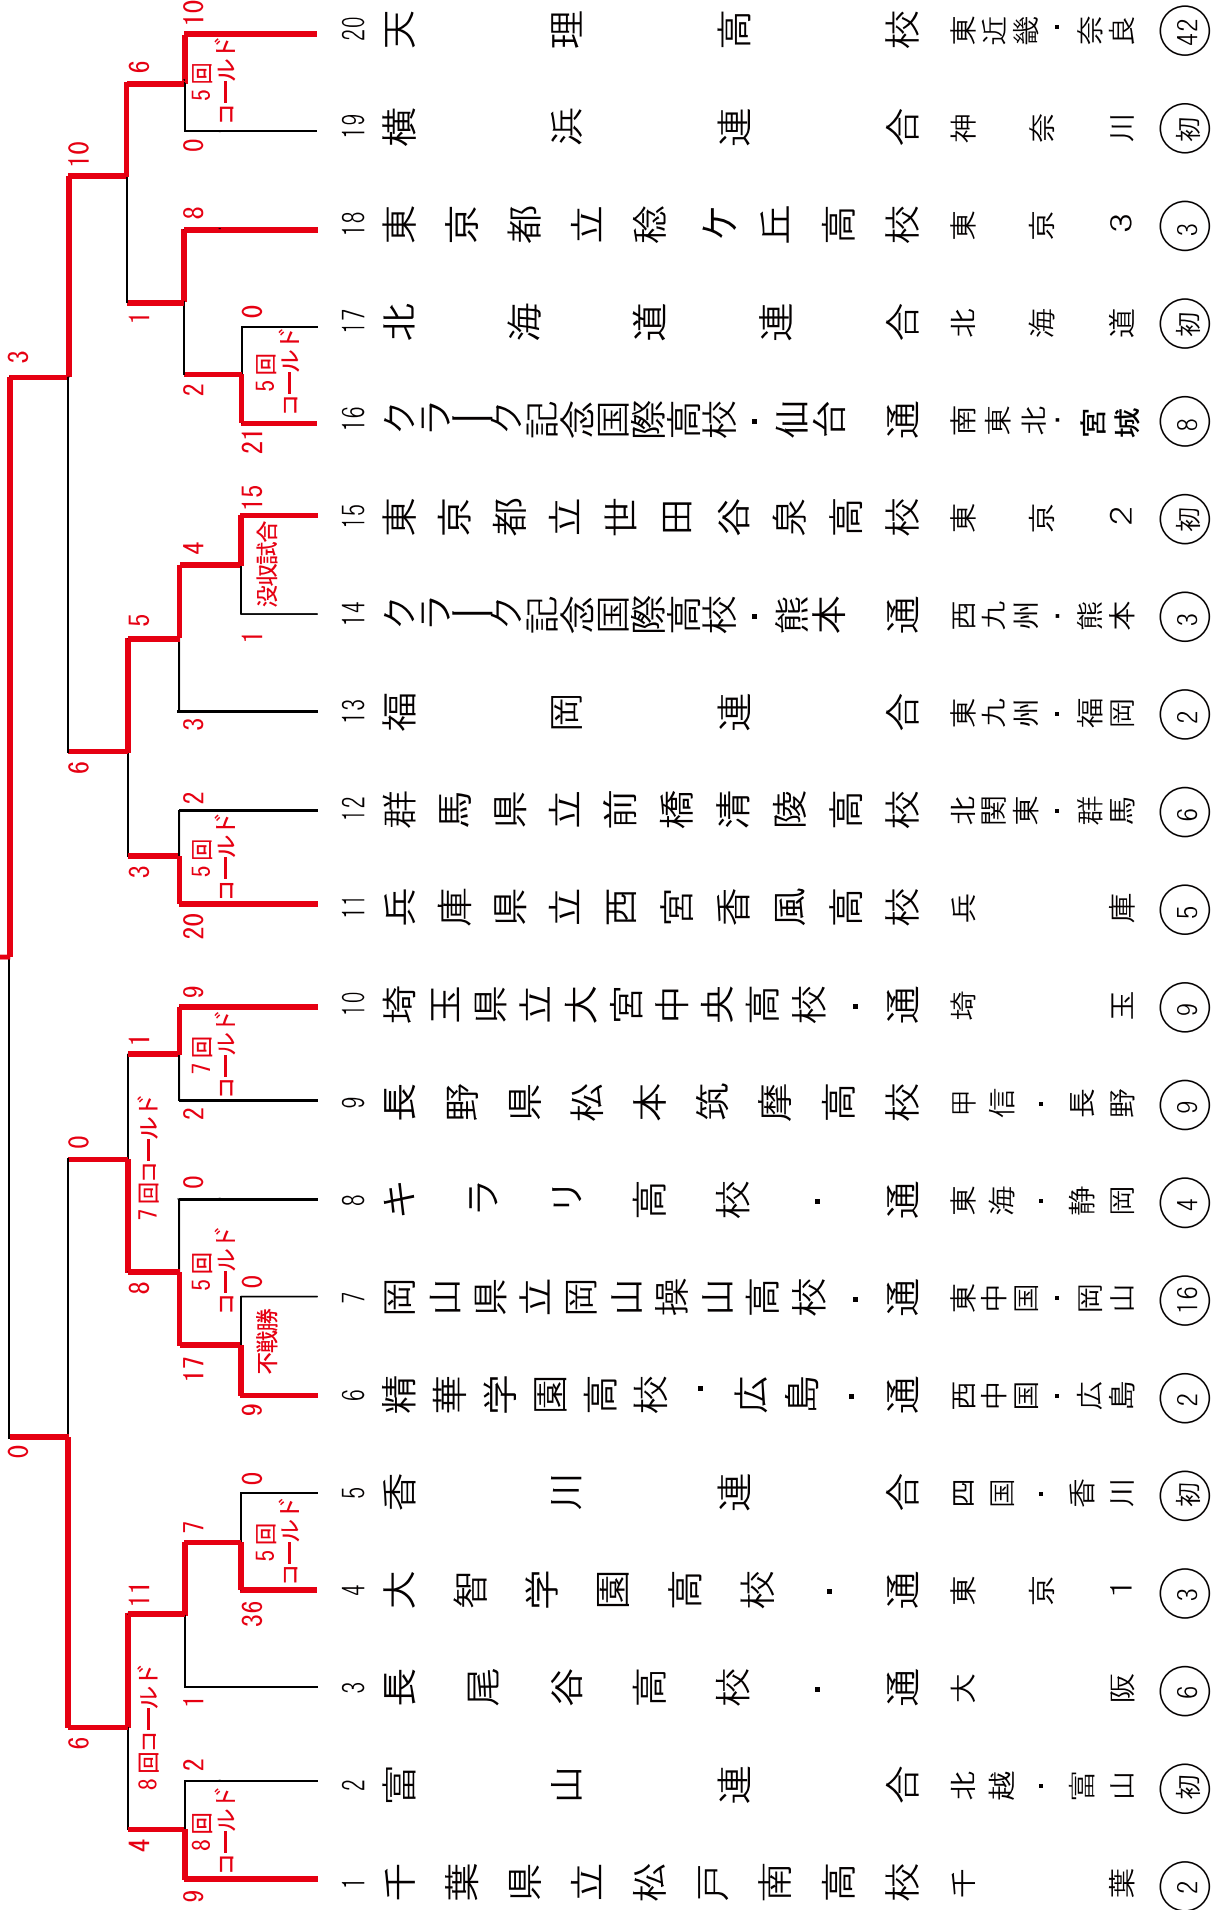 20 天理高校 東近畿・奈良 42
19 横浜連合 神奈川 初
18 東京都立稔ケ丘高校 東京3 3
17 北海道連合 北海道 初
16 クラーク記念国際高校・仙台 通 南東北・宮城 8
15 東京都立世田谷泉高校 東京2 初
14 クラーク記念国際高校・熊本 通 西九州・熊本 3
13 福岡連合 東九州・福岡 2
12 群馬県立前橋清陵高校 北関東・群馬 6
11 兵庫県立西宮香風高校 兵庫 5
10 埼玉県立大宮中央高校・通 埼玉 9
9 長野県松本筑摩高校 甲信・長野 9
8 キラリ高校・通 東海・静岡 4
7 岡山県立岡山操山高校・通 東中国・岡山 16
6 精華学園高校・広島・通 西中国・広島 2
5 香川連合 四国・香川 初
4 大智学園高校・通 東京1 3
3 長尾谷高校・通 大阪 6
2 富山連合 北越・富山 初
1 千葉県立松戸南高校 千葉 2
10
5回
コールド
0
8
0
5回
コールド
21
2
6
1
10
15
没収試合
1
4
3
2
5回
コールド
20
5
3
6
3
9
7回
コールド
2
0
5回
コールド
17
0
不戦勝
9
1
7回コールド
8
0
0
5回
コールド
36
7
1
2
8回
コールド
9
11
8回コールド
4
6
0